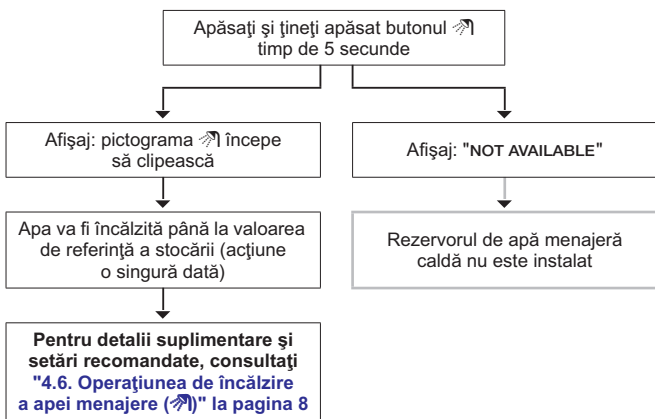 Apăsaţi şi ţineţi apăsat butonul
timp de 5 secunde
Afişaj: pictograma începe
să clipească
Afişaj: "NOT AVAILABLE"
Apa va fi încălzită până la valoarea
de referinţă a stocării (acţiune
o singură dată)
Rezervorul de apă menajeră
caldă nu este instalat
Pentru detalii suplimentare şi
setări recomandate, consultaţi
"4.6. Operaţiunea de încălzire
a apei menajere ()" la pagina 8